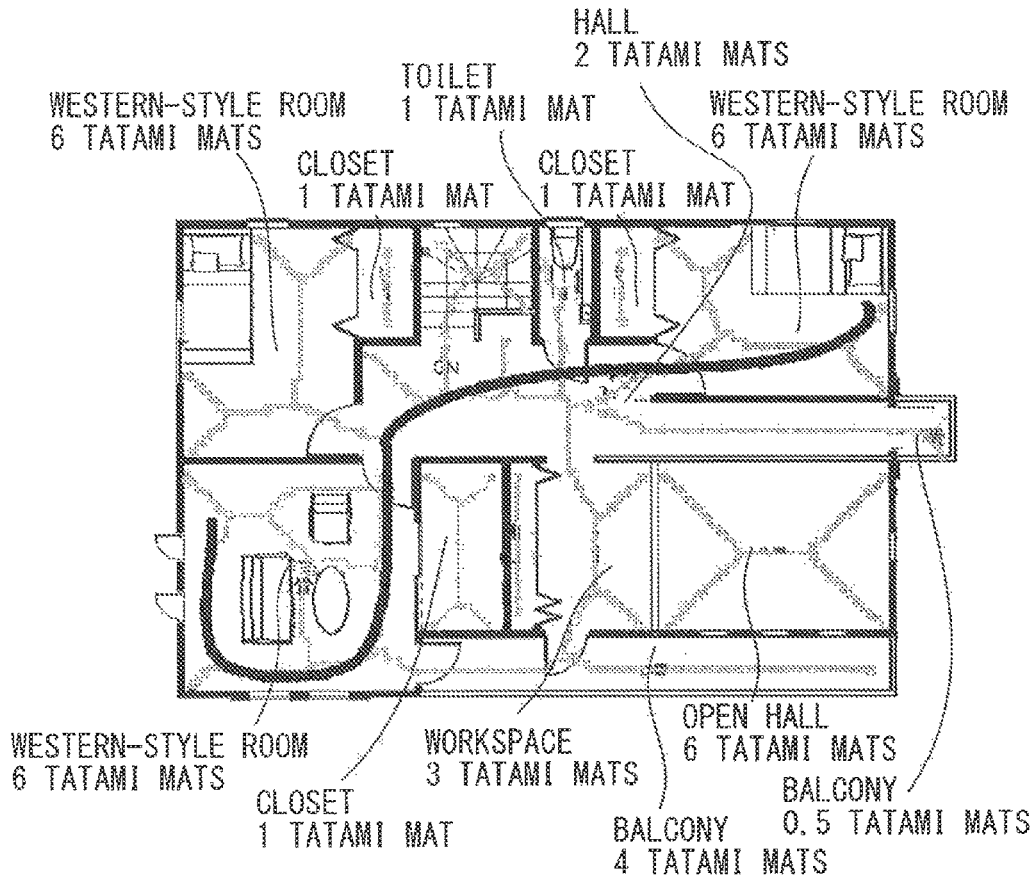 HALL
2 TATAMI MATS
TOILET
1 TATAMI MAT
WESTERN-STYLE ROOM
6 TATAMI MATS
WESTERN-STYLE ROOM
6 TATAMI MATS
CLOSET
1 TATAMI MAT
CLOSET
1 TATAMI MAT
DN
WESTERN-STYLE ROOM
6 TATAMI MATS
CLOSET
1 TATAMI MAT
WORKSPACE
3 TATAMI MATS
OPEN HALL
6 TATAMI MATS
BALCONY
4 TATAMI MATS
BALCONY
0.5 TATAMI MATS